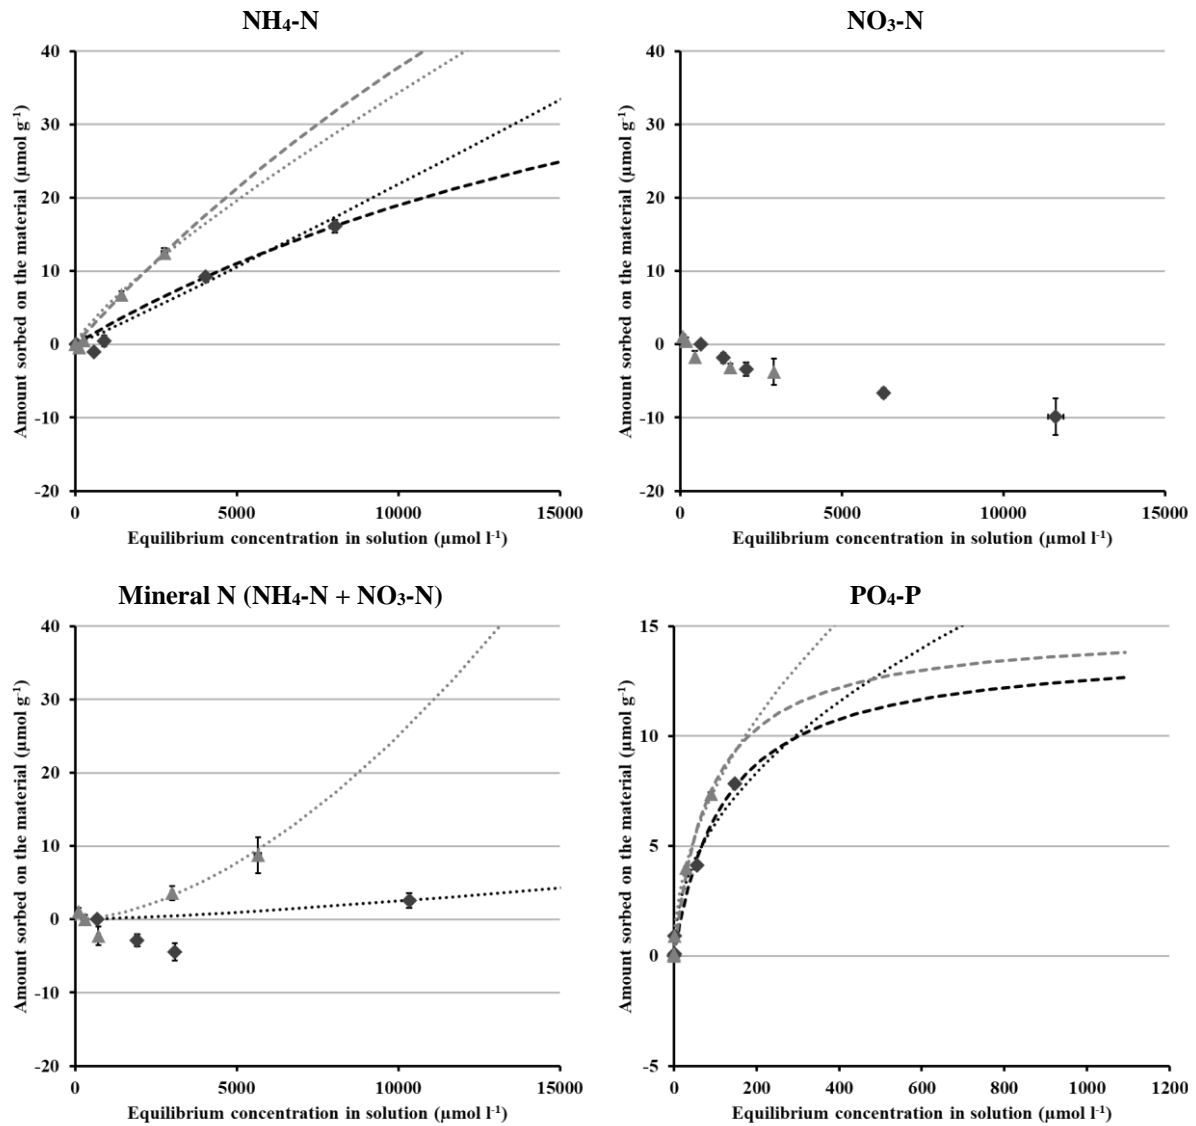 NH₄-N
40
30
20
10
0
-10
-20
0 5000 10000 15000
Amount sorbed on the material (µmol g⁻¹)
Equilibrium concentration in solution (µmol l⁻¹)
NO₃-N
40
30
20
10
0
-10
-20
0 5000 10000 15000
Amount sorbed on the material (µmol g⁻¹)
Equilibrium concentration in solution (µmol l⁻¹)
Mineral N (NH₄-N + NO₃-N)
40
30
20
10
0
-10
-20
0 5000 10000 15000
Amount sorbed on the material (µmol g⁻¹)
Equilibrium concentration in solution (µmol l⁻¹)
PO₄-P
15
10
5
0
-5
0 200 400 600 800 1000 1200
Amount sorbed on the material (µmol g⁻¹)
Equilibrium concentration in solution (µmol l⁻¹)